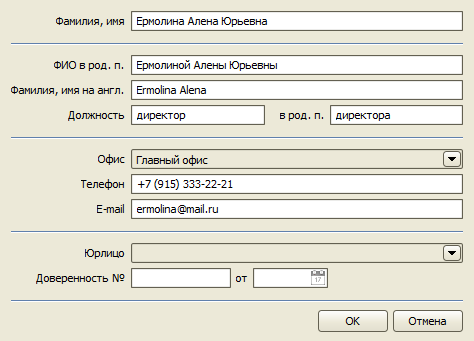 Фамилия, имя Ермолина Алена Юрьевна
ФИО в род. п. Ермолиной Алены Юрьевны
Фамилия, имя на англ. Ermolina Alena
Должность директор в род. п. директора
Офис Главный офис
Телефон +7 (915) 333-22-21
E-mail ermolina@mail.ru
Юрлицо
Доверенность № от 17
OK Отмена